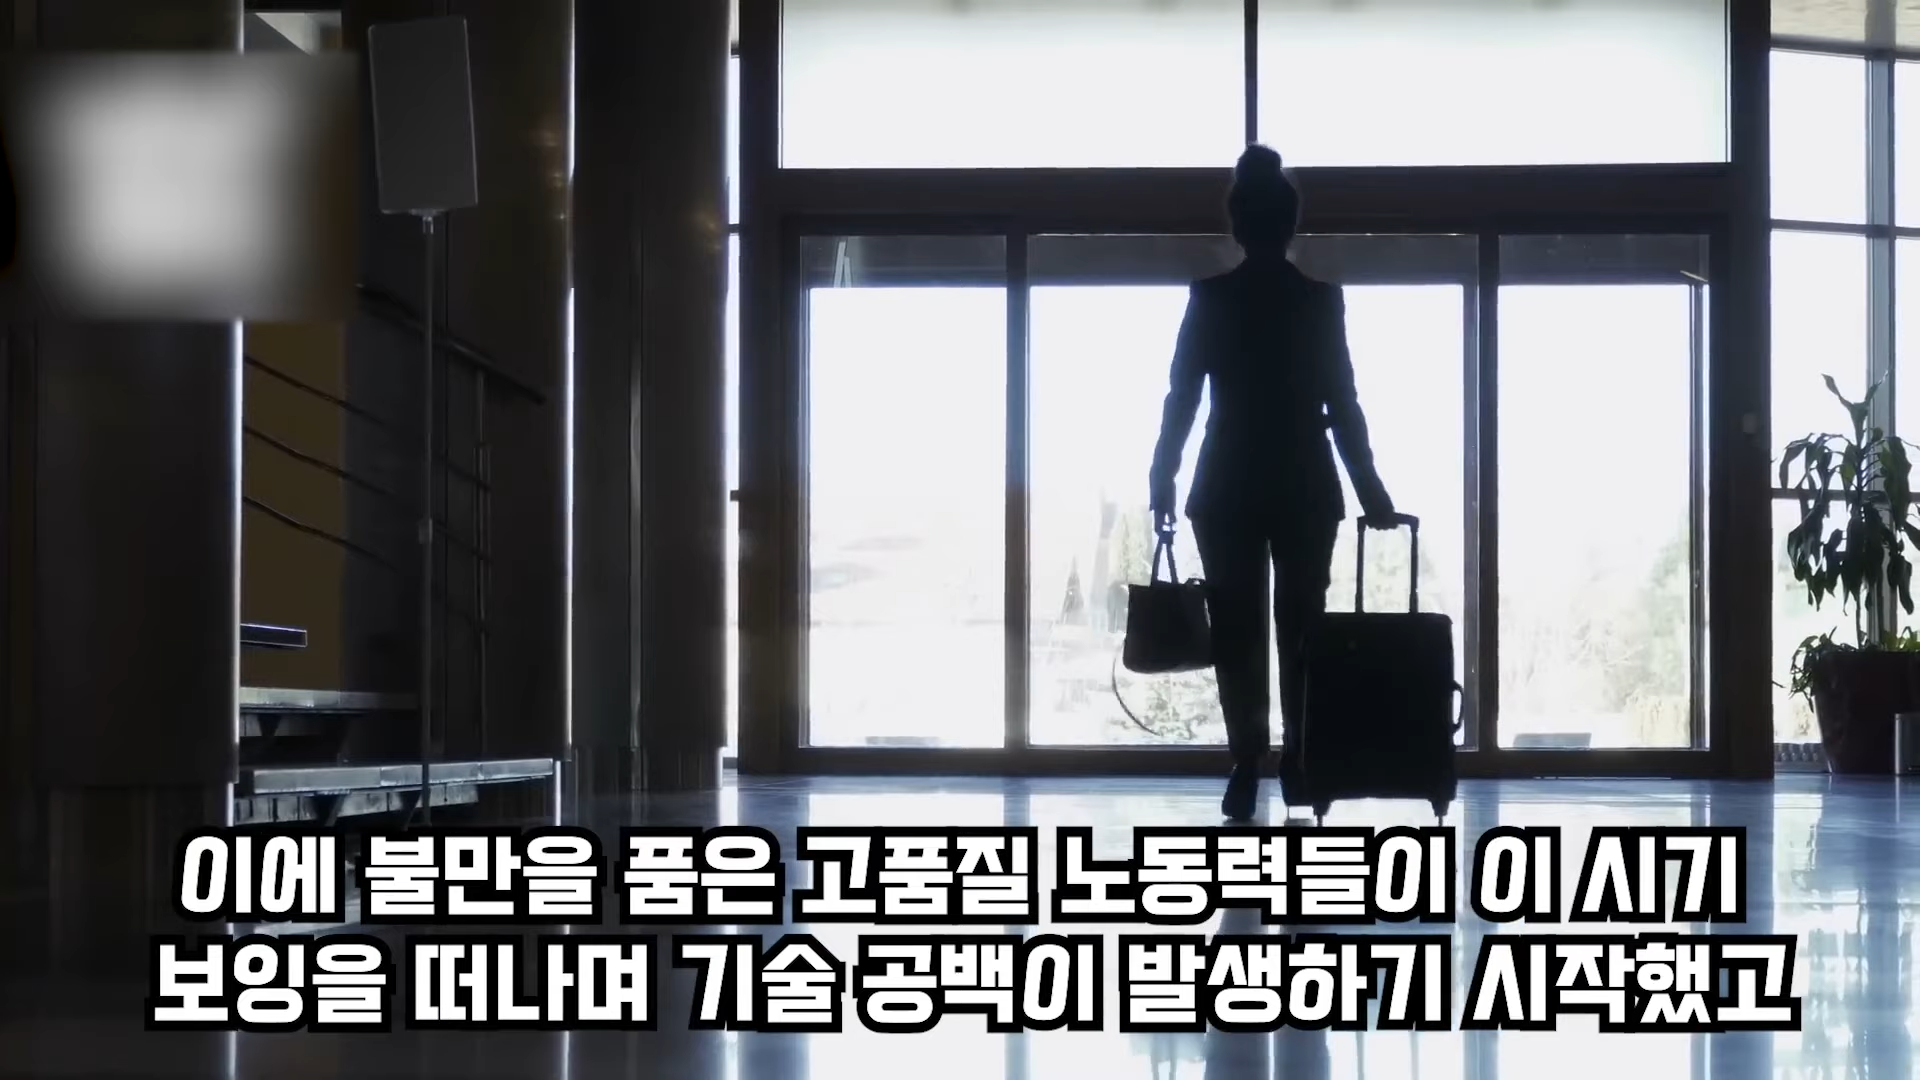 이에 불만을 품은 고품질 노동력들이 이 시기
보잉을 떠나며 기술 공백이 발생하기 시작했고